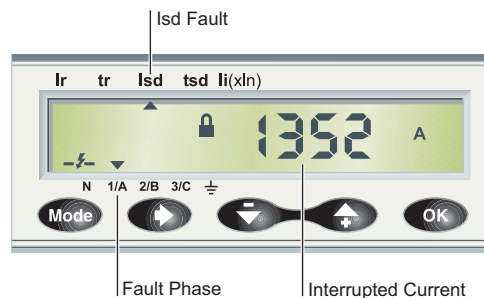 Isd Fault
Ir tr Isd tsd Ii(xIn)
1352 A
N 1/A 2/B 3/C
Mode OK
Fault Phase Interrupted Current